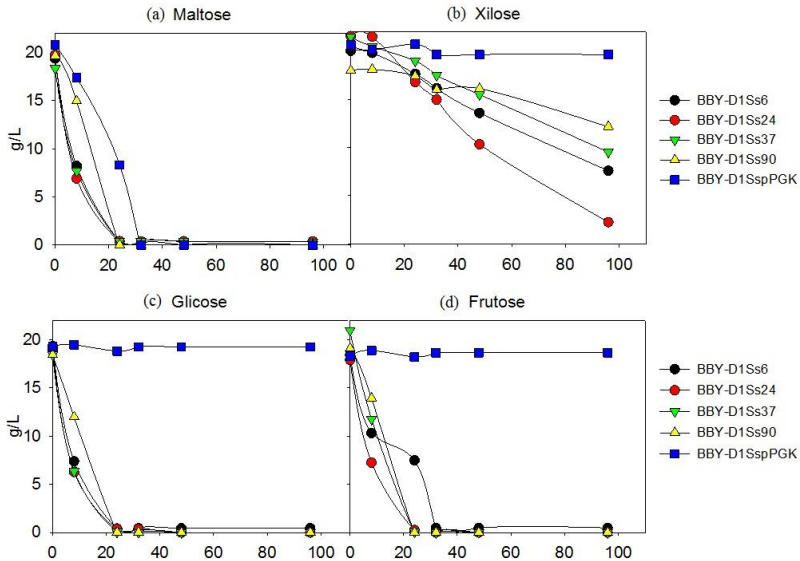 (a) Maltose
(b) Xilose
g/L
20
15
10
5
0
0 20 40 60 80 100
0 20 40 60 80 100
BBY-D1Ss6
BBY-D1Ss24
BBY-D1Ss37
BBY-D1Ss90
BBY-D1SspPGK
(c) Glicose
(d) Frutose
g/L
20
15
10
5
0
0 20 40 60 80 100
0 20 40 60 80 100
BBY-D1Ss6
BBY-D1Ss24
BBY-D1Ss37
BBY-D1Ss90
BBY-D1SspPGK